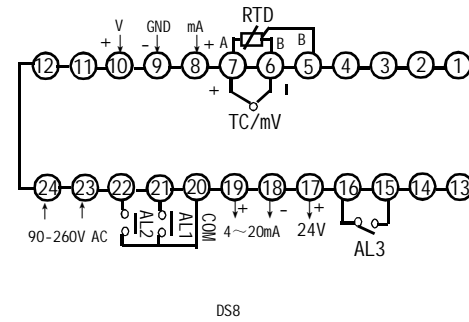 RTD
V GND mA
+ - + A B B
12 11 10 9 8 7 6 5 4 3 2 1
+ -
TC/mV
24 23 22 21 20 19 18 17 16 15 14 13
+ - +
90-260V AC AL2 AL1 COM 4～20mA 24V
AL3
DS8